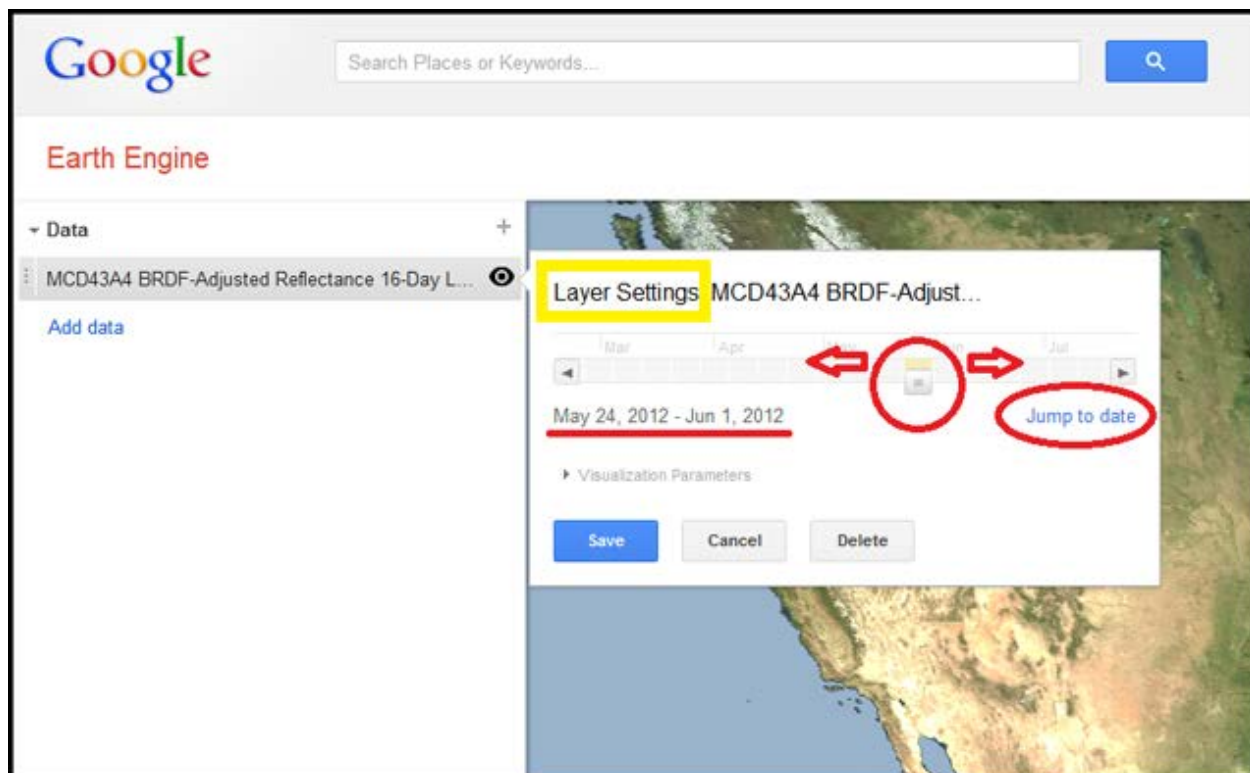 Google
Search Places or Keywords...
Earth Engine
Data
MCD43A4 BRDF-Adjusted Reflectance 16-Day L...
Add data
Layer Settings MCD43A4 BRDF-Adjust...
Mar Apr Jul
May 24, 2012 - Jun 1, 2012
Jump to date
Visualization Parameters
Save Cancel Delete